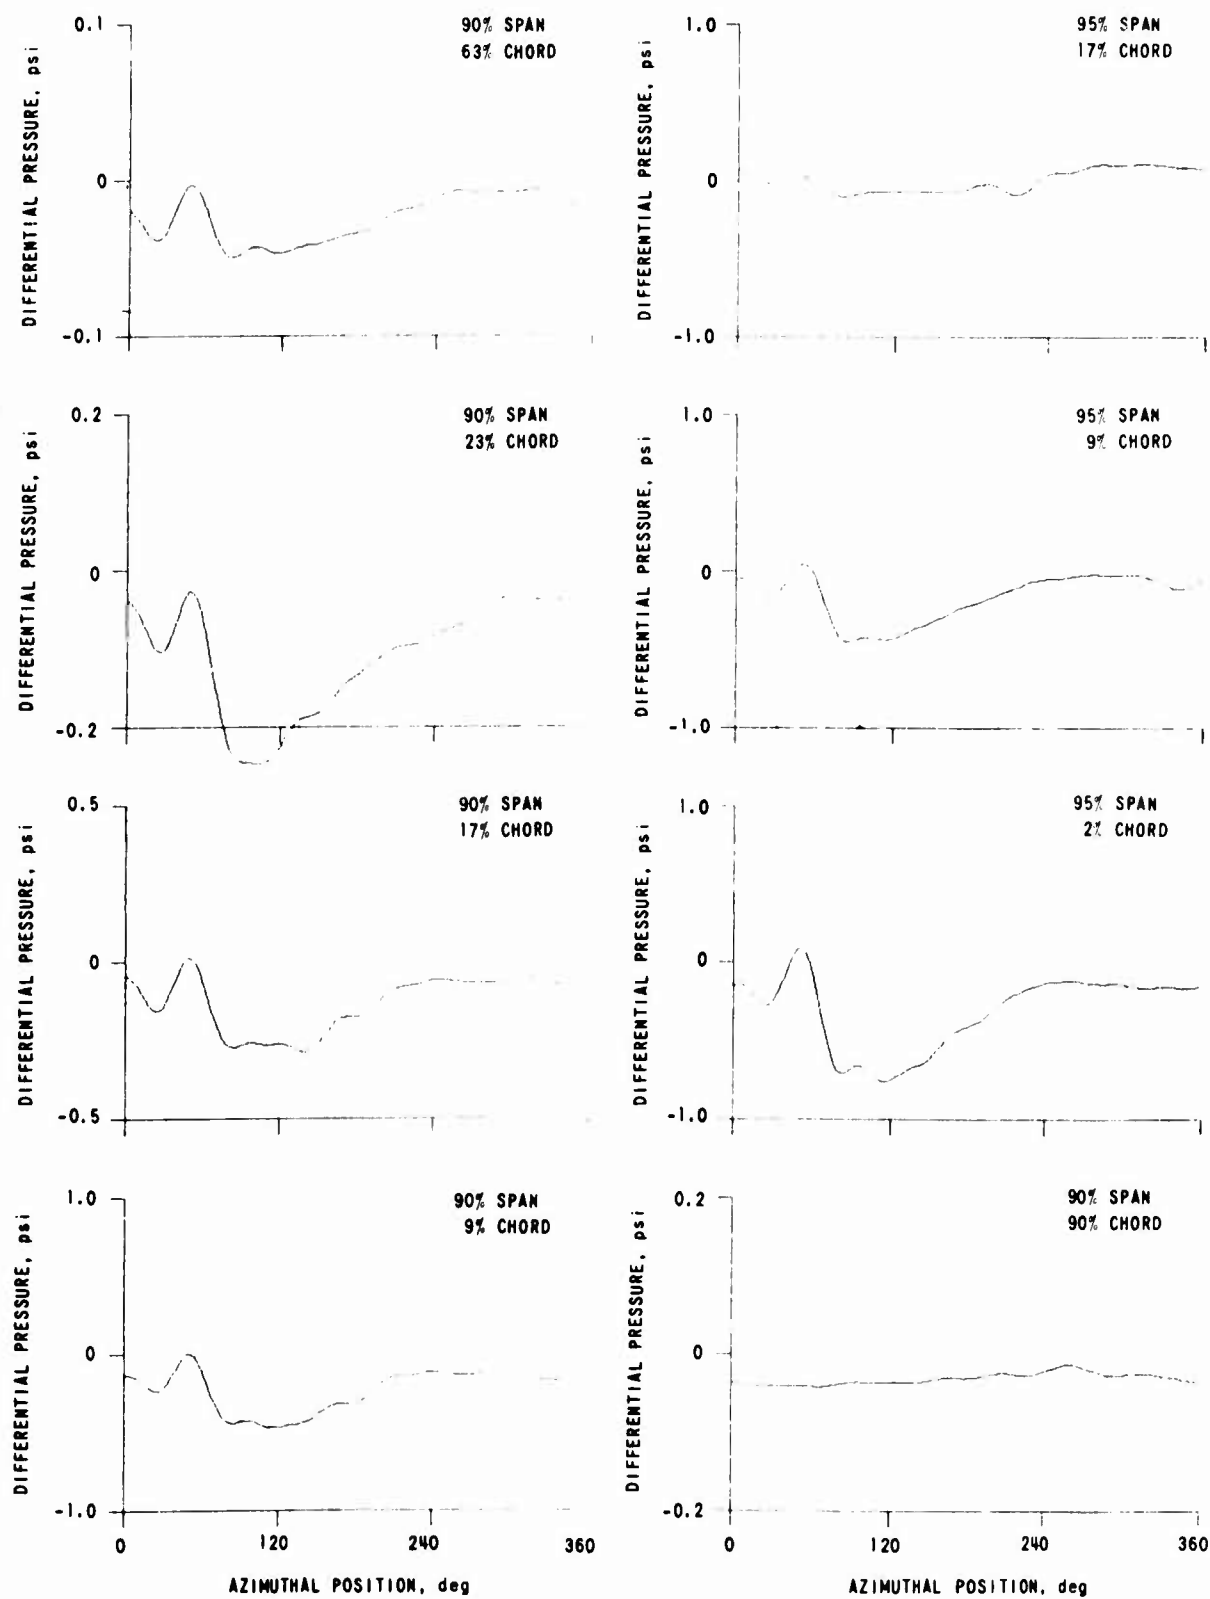 0.1
90% SPAN
63% CHORD
DIFFERENTIAL PRESSURE, psi
0
-0.1
0.2
90% SPAN
23% CHORD
DIFFERENTIAL PRESSURE, psi
0
-0.2
0.5
90% SPAN
17% CHORD
DIFFERENTIAL PRESSURE, psi
0
-0.5
1.0
90% SPAN
9% CHORD
DIFFERENTIAL PRESSURE, psi
0
-1.0
0
120
240
360
AZIMUTHAL POSITION, deg
1.0
95% SPAN
17% CHORD
DIFFERENTIAL PRESSURE, psi
0
-1.0
1.0
95% SPAN
9% CHORD
DIFFERENTIAL PRESSURE, psi
0
-1.0
1.0
95% SPAN
2% CHORD
DIFFERENTIAL PRESSURE, psi
0
-1.0
0.2
90% SPAN
90% CHORD
DIFFERENTIAL PRESSURE, psi
0
-0.2
0
120
240
360
AZIMUTHAL POSITION, deg